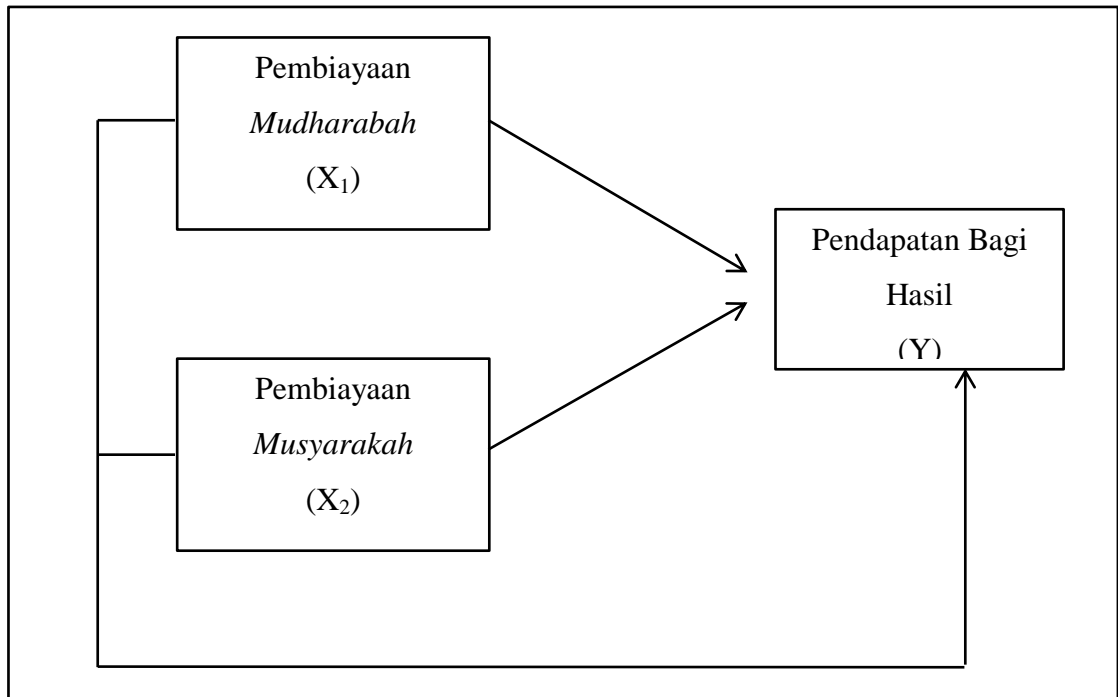 Pembiayaan
Mudharabah
(X₁)
Pendapatan Bagi
Hasil
(Y)
Pembiayaan
Musyarakah
(X₂)